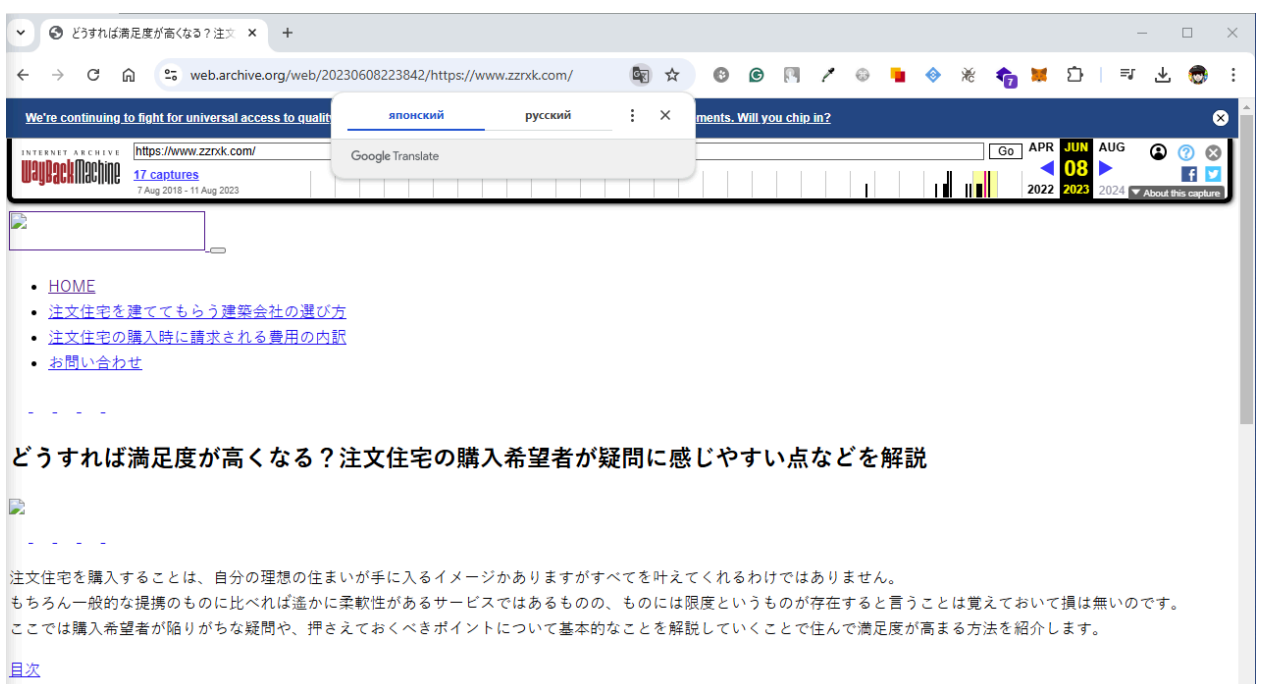 どうすれば満足度が高くなる？注文
web.archive.org/web/20230608223842/https://www.zzrxk.com/
7
We're continuing to fight for universal access to qualit
ments. Will you chip in?
японский
русский
Google Translate
INTERNET ARCHIVE
WayBackMachine
https://www.zzrxk.com/
Go
APR
JUN
AUG
17 captures
08
7 Aug 2018 - 11 Aug 2023
2022
2023
2024
About this capture
HOME
注文住宅を建ててもらう建築会社の選び方
注文住宅の購入時に請求される費用の内訳
お問い合わせ
どうすれば満足度が高くなる？注文住宅の購入希望者が疑問に感じやすい点などを解説
注文住宅を購入することは、自分の理想の住まいが手に入るイメージかありますがすべてを叶えてくれるわけではありません。
もちろん一般的な提携のものに比べれば遥かに柔軟性があるサービスではあるものの、ものには限度というものが存在すると言うことは覚えておいて損は無いのです。
ここでは購入希望者が陥りがちな疑問や、押さえておくべきポイントについて基本的なことを解説していくことで住んで満足度が高まる方法を紹介します。
目次